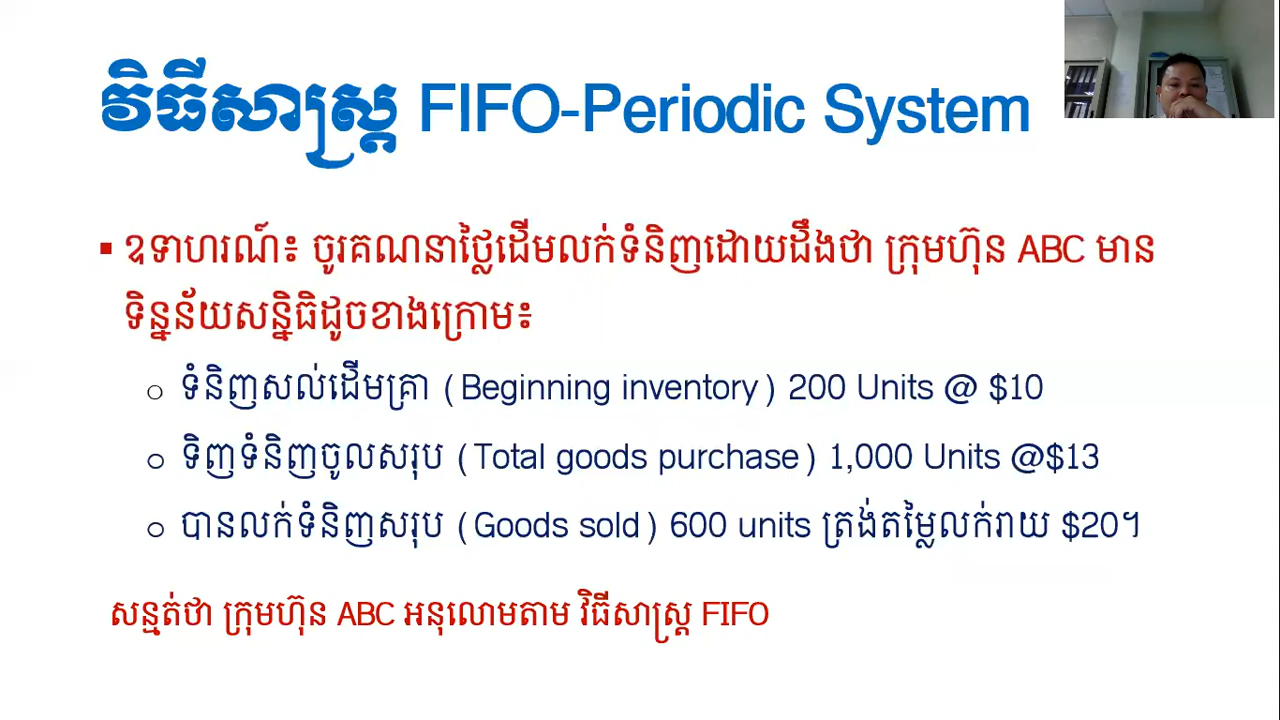 វិធីសាស្ត្រ FIFO-Periodic System
▪ ឧទាហរណ៍៖ ចូរគណនាថ្លៃដើមលក់ទំនិញដោយដឹងថា ក្រុមហ៊ុន ABC មាន
ទិន្នន័យសន្និធិដូចខាងក្រោម៖
o ទំនិញសល់ដើមគ្រា (Beginning inventory) 200 Units @ $10
o ទិញទំនិញចូលសរុប (Total goods purchase) 1,000 Units @$13
o បានលក់ទំនិញសរុប (Goods sold) 600 units ត្រង់តម្លៃលក់រាយ $20។
សន្មត់ថា ក្រុមហ៊ុន ABC អនុលោមតាម វិធីសាស្ត្រ FIFO